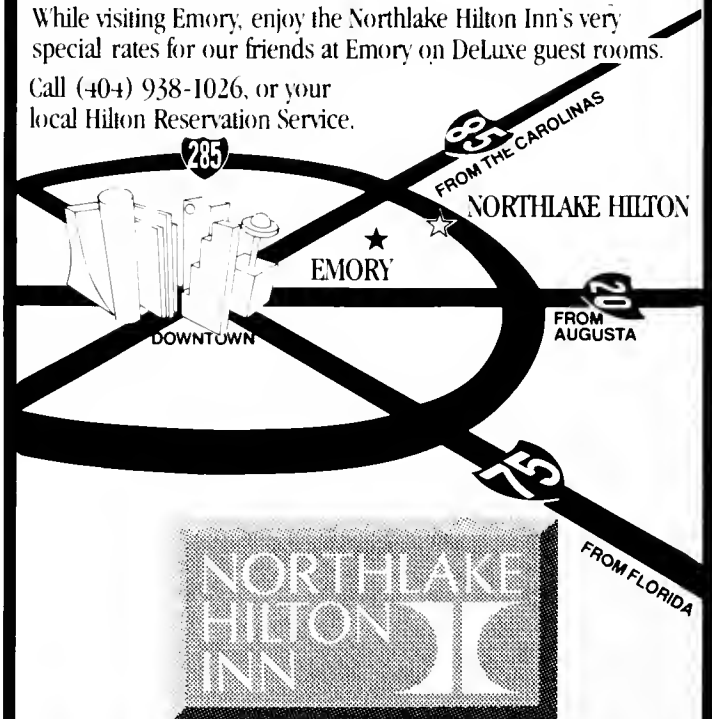 While visiting Emory, enjoy the Northlake Hilton Inn's very
special rates for our friends at Emory on DeLuxe guest rooms.
Call (404) 938-1026, or your
local Hilton Reservation Service.
285
85
FROM THE CAROLINAS
NORTHLAKE HILTON
EMORY
20
FROM
AUGUSTA
DOWNTOWN
75
FROM FLORIDA
NORTHLAKE
HILTON
INN